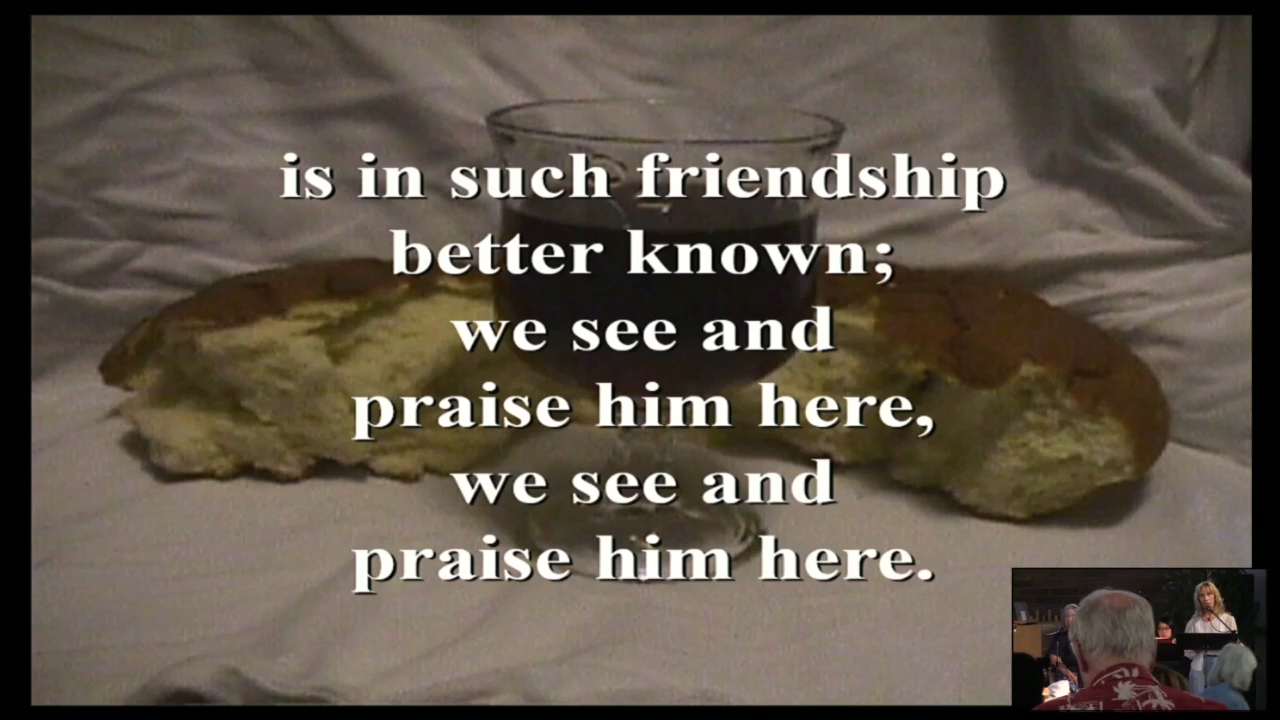 is in such friendship
better known;
we see and
praise him here,
we see and
praise him here.